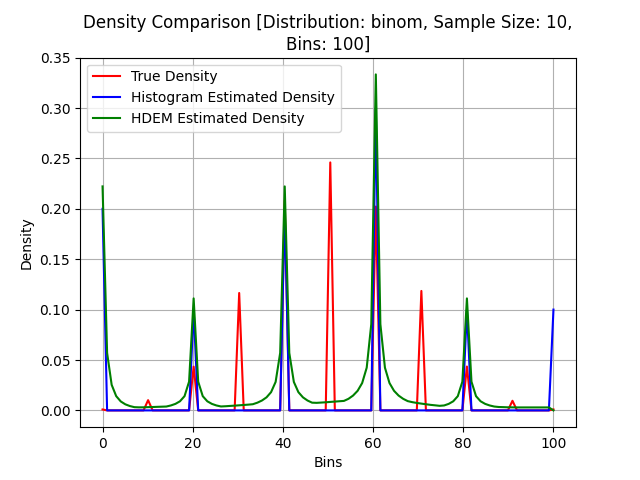 Density Comparison [Distribution: binom, Sample Size: 10,
Bins: 100]
True Density
Histogram Estimated Density
HDEM Estimated Density
Density
0.35
0.30
0.25
0.20
0.15
0.10
0.05
0.00
0 20 40 60 80 100
Bins